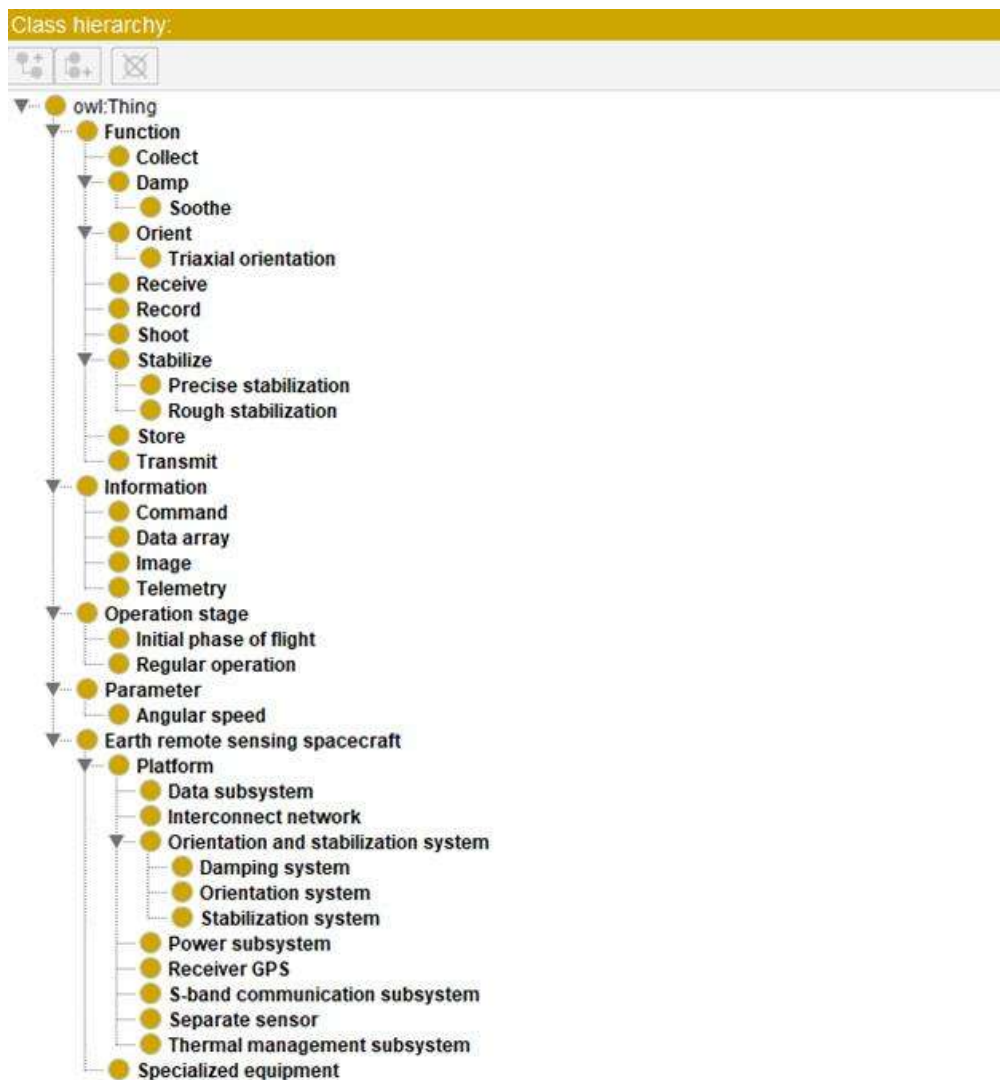 Class hierarchy:
owl:Thing
Function
Collect
Damp
Soothe
Orient
Triaxial orientation
Receive
Record
Shoot
Stabilize
Precise stabilization
Rough stabilization
Store
Transmit
Information
Command
Data array
Image
Telemetry
Operation stage
Initial phase of flight
Regular operation
Parameter
Angular speed
Earth remote sensing spacecraft
Platform
Data subsystem
Interconnect network
Orientation and stabilization system
Damping system
Orientation system
Stabilization system
Power subsystem
Receiver GPS
S-band communication subsystem
Separate sensor
Thermal management subsystem
Specialized equipment